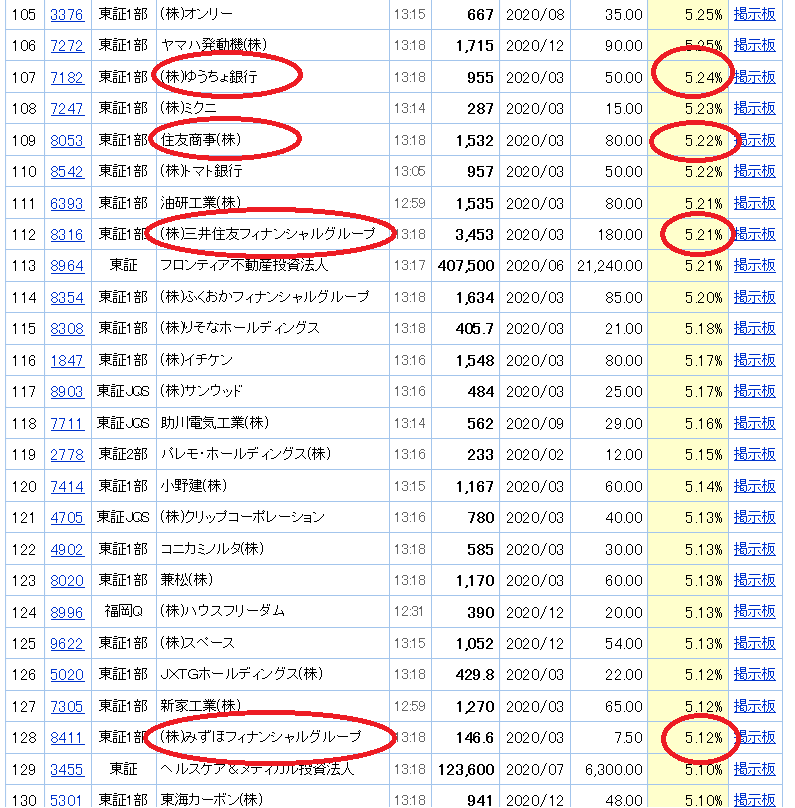 105 3376 東証1部 (株)オンリー 13:15 667 2020/08 35.00 5.25% 掲示板
106 7272 東証1部 ヤマハ発動機(株) 13:18 1,715 2020/12 90.00 5.25% 掲示板
107 7182 東証1部 (株)ゆうちょ銀行 13:18 955 2020/03 50.00 5.24% 掲示板
108 7247 東証1部 (株)ミクニ 13:14 287 2020/03 15.00 5.23% 掲示板
109 8053 東証1部 住友商事(株) 13:18 1,532 2020/03 80.00 5.22% 掲示板
110 8542 東証1部 (株)トマト銀行 13:05 957 2020/03 50.00 5.22% 掲示板
111 6393 東証1部 油研工業(株) 12:59 1,535 2020/03 80.00 5.21% 掲示板
112 8316 東証1部 (株)三井住友フィナンシャルグループ 13:18 3,453 2020/03 180.00 5.21% 掲示板
113 8964 東証 フロンティア不動産投資法人 13:17 407,500 2020/06 21,240.00 5.21% 掲示板
114 8354 東証1部 (株)ふくおかフィナンシャルグループ 13:18 1,634 2020/03 85.00 5.20% 掲示板
115 8308 東証1部 (株)りそなホールディングス 13:18 405.7 2020/03 21.00 5.18% 掲示板
116 1847 東証1部 (株)イチケン 13:16 1,548 2020/03 80.00 5.17% 掲示板
117 8903 東証JQS (株)サンウッド 13:16 484 2020/03 25.00 5.17% 掲示板
118 7711 東証JQS 助川電気工業(株) 13:14 562 2020/09 29.00 5.16% 掲示板
119 2778 東証2部 パレモ・ホールディングス(株) 13:16 233 2020/02 12.00 5.15% 掲示板
120 7414 東証1部 小野建(株) 13:15 1,167 2020/03 60.00 5.14% 掲示板
121 4705 東証JQS (株)クリップコーポレーション 13:16 780 2020/03 40.00 5.13% 掲示板
122 4902 東証1部 コニカミノルタ(株) 13:18 585 2020/03 30.00 5.13% 掲示板
123 8020 東証1部 兼松(株) 13:18 1,170 2020/03 60.00 5.13% 掲示板
124 8996 福岡Q (株)ハウスフリーダム 12:31 390 2020/12 20.00 5.13% 掲示板
125 9622 東証1部 (株)スペース 13:15 1,052 2020/12 54.00 5.13% 掲示板
126 5020 東証1部 JXTGホールディングス(株) 13:18 429.8 2020/03 22.00 5.12% 掲示板
127 7305 東証1部 新家工業(株) 12:59 1,270 2020/03 65.00 5.12% 掲示板
128 8411 東証1部 (株)みずほフィナンシャルグループ 13:18 146.6 2020/03 7.50 5.12% 掲示板
129 3455 東証 ヘルスケア&メディカル投資法人 13:18 123,600 2020/07 6,300.00 5.10% 掲示板
130 5301 東証1部 東海カーボン(株) 13:18 941 2020/12 48.00 5.10% 掲示板